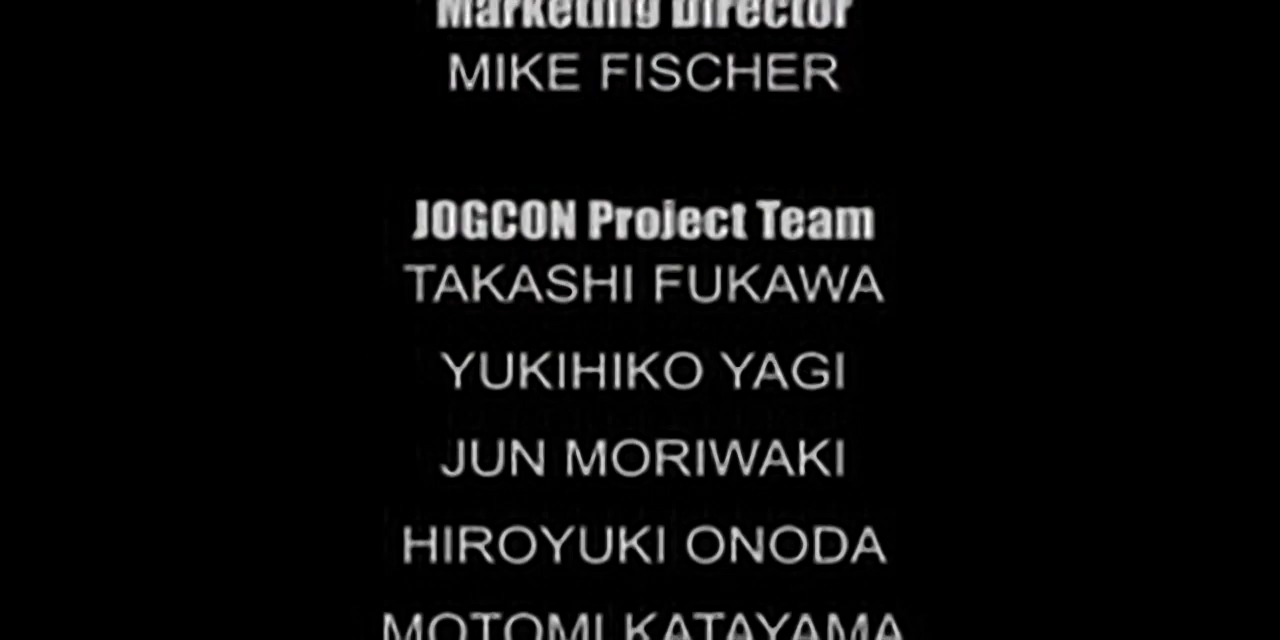 Marketing Director
MIKE FISCHER
JOGCON Project Team
TAKASHI FUKAWA
YUKIHIKO YAGI
JUN MORIWAKI
HIROYUKI ONODA
MOTOMI KATAYAMA